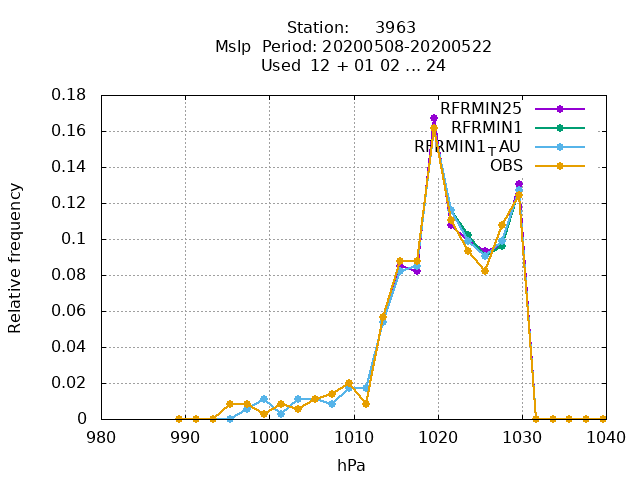 Station: 3963
Mslp Period: 20200508-20200522
Used 12 + 01 02 ... 24
0.18
0.16
0.14
0.12
0.1
0.08
0.06
0.04
0.02
0
Relative frequency
RFRMIN25
RFRMIN1
RFRMIN1TAU
OBS
980 990 1000 1010 1020 1030 1040
hPa